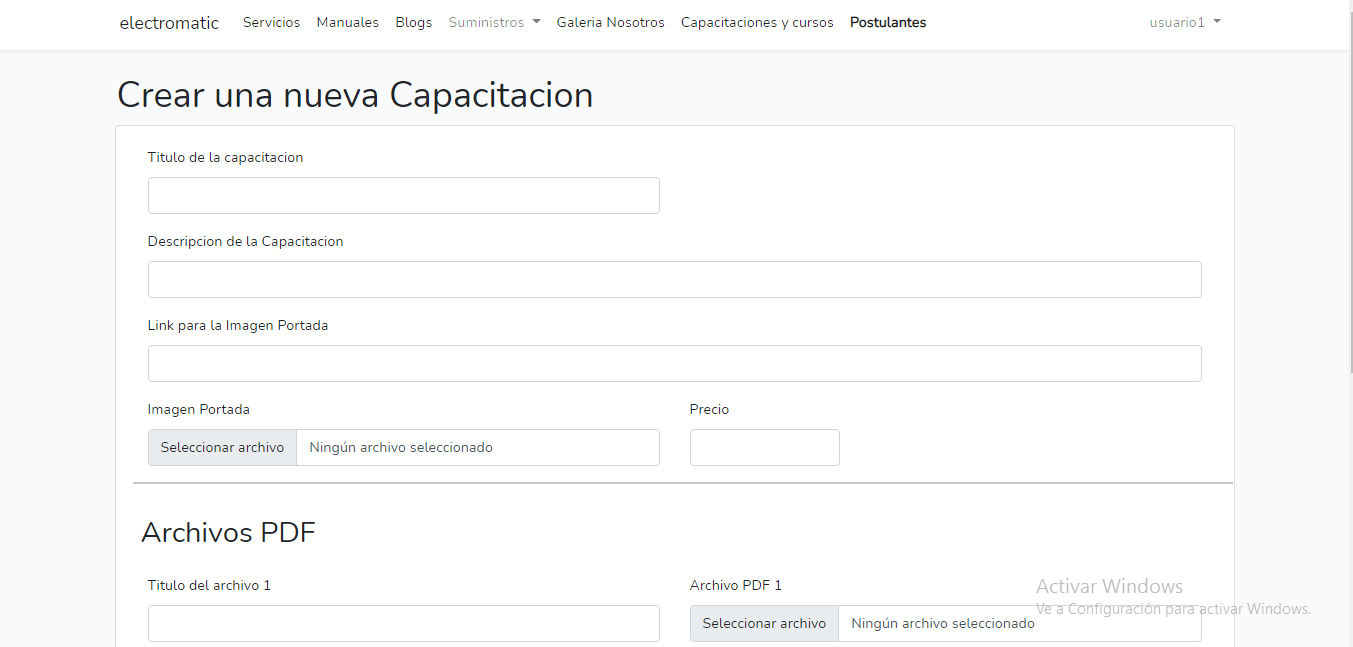 electromatic Servicios Manuales Blogs Suministros Galeria Nosotros Capacitaciones y cursos Postulantes usuario1
Crear una nueva Capacitacion
Titulo de la capacitacion
Descripcion de la Capacitacion
Link para la Imagen Portada
Imagen Portada Precio
Seleccionar archivo Ningún archivo seleccionado
Archivos PDF
Titulo del archivo 1 Archivo PDF 1
Seleccionar archivo Ningún archivo seleccionado
Activar Windows
Ve a Configuración para activar Windows.